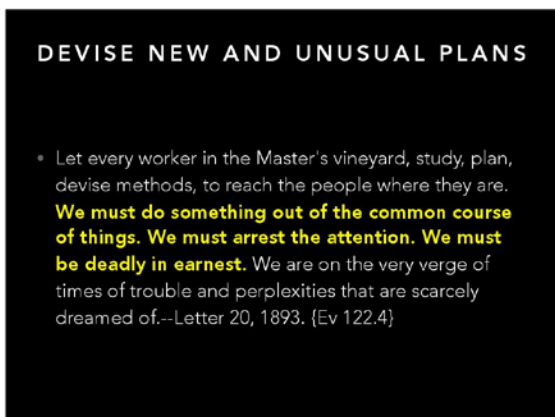 DEVISE NEW AND UNUSUAL PLANS
• Let every worker in the Master's vineyard, study, plan,
devise methods, to reach the people where they are.
We must do something out of the common course
of things. We must arrest the attention. We must
be deadly in earnest. We are on the very verge of
times of trouble and perplexities that are scarcely
dreamed of.--Letter 20, 1893. {Ev 122.4}